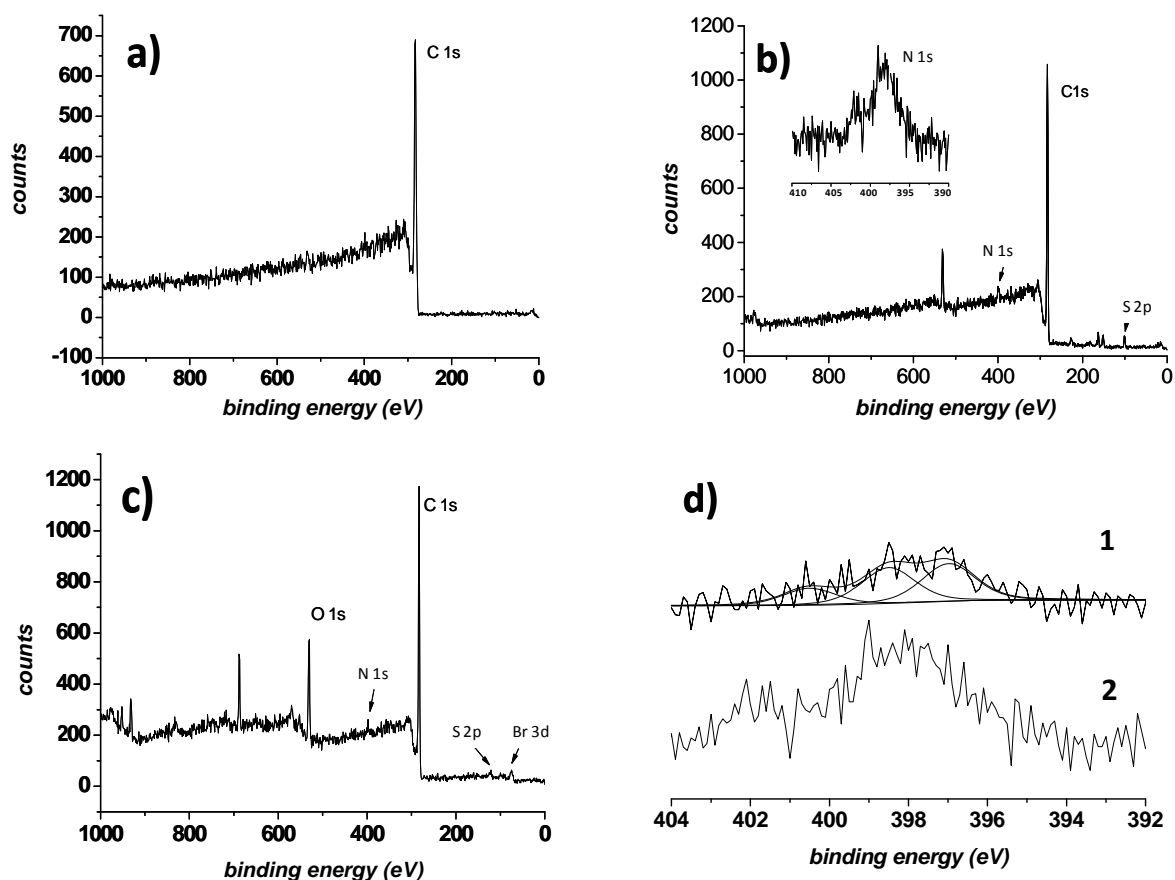 a)
C 1s
700
600
500
400
300
200
100
0
-100
counts
1000 800 600 400 200 0
binding energy (eV)
b)
N 1s
C1s
410 405 400 395 390
N 1s
S 2p
1200
1000
800
600
400
200
0
counts
1000 800 600 400 200 0
binding energy (eV)
c)
C 1s
O 1s
N 1s
S 2p Br 3d
1200
1000
800
600
400
200
0
counts
1000 800 600 400 200 0
binding energy (eV)
d)
1
2
404 402 400 398 396 394 392
binding energy (eV)